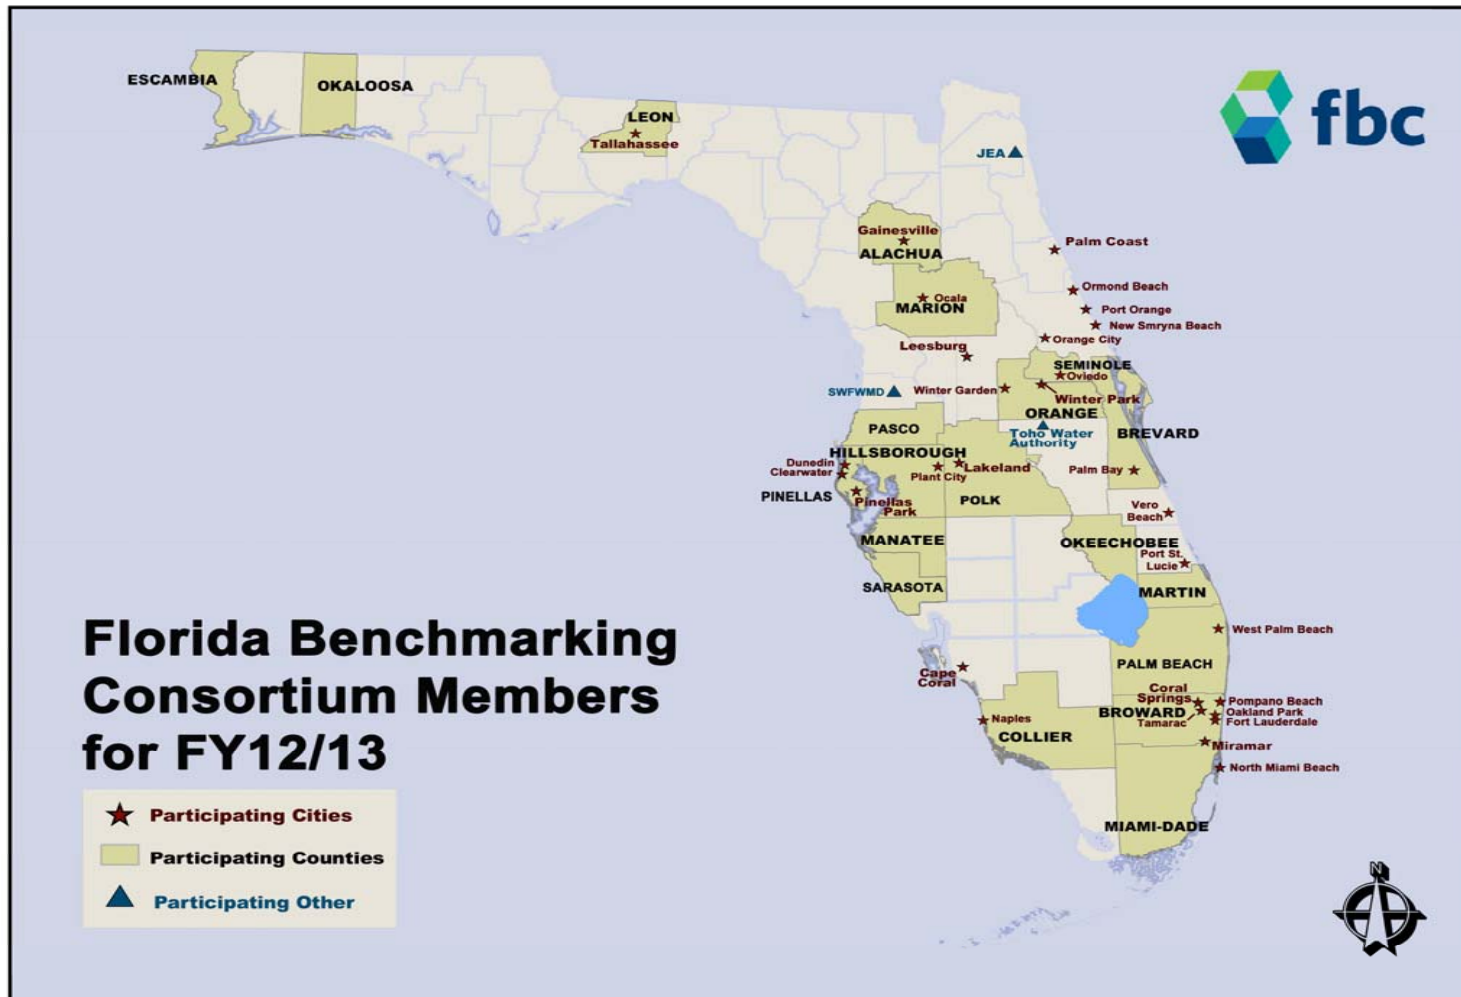 ESCAMBIA
OKALOOSA
LEON
Tallahassee
fbc
JEA
Gainesville
ALACHUA
Palm Coast
Ocala
MARION
Ormond Beach
Port Orange
New Smryna Beach
Orange City
Leesburg
SEMINOLE
Oviedo
SWFWMD
Winter Garden
Winter Park
ORANGE
PASCO
Toho Water
Authority
BREVARD
HILLSBOROUGH
Dunedin
Clearwater
Plant City
Lakeland
Palm Bay
PINELLAS
Pinellas
Park
POLK
Vero
Beach
MANATEE
OKEECHOBEE
Port St.
Lucie
SARASOTA
MARTIN
West Palm Beach
PALM BEACH
Cape
Coral
Coral
Springs
Pompano Beach
BROWARD
Oakland Park
Tamarac
Fort Lauderdale
Naples
COLLIER
Miramar
North Miami Beach
MIAMI-DADE
Florida Benchmarking
Consortium Members
for FY12/13
Participating Cities
Participating Counties
Participating Other
N